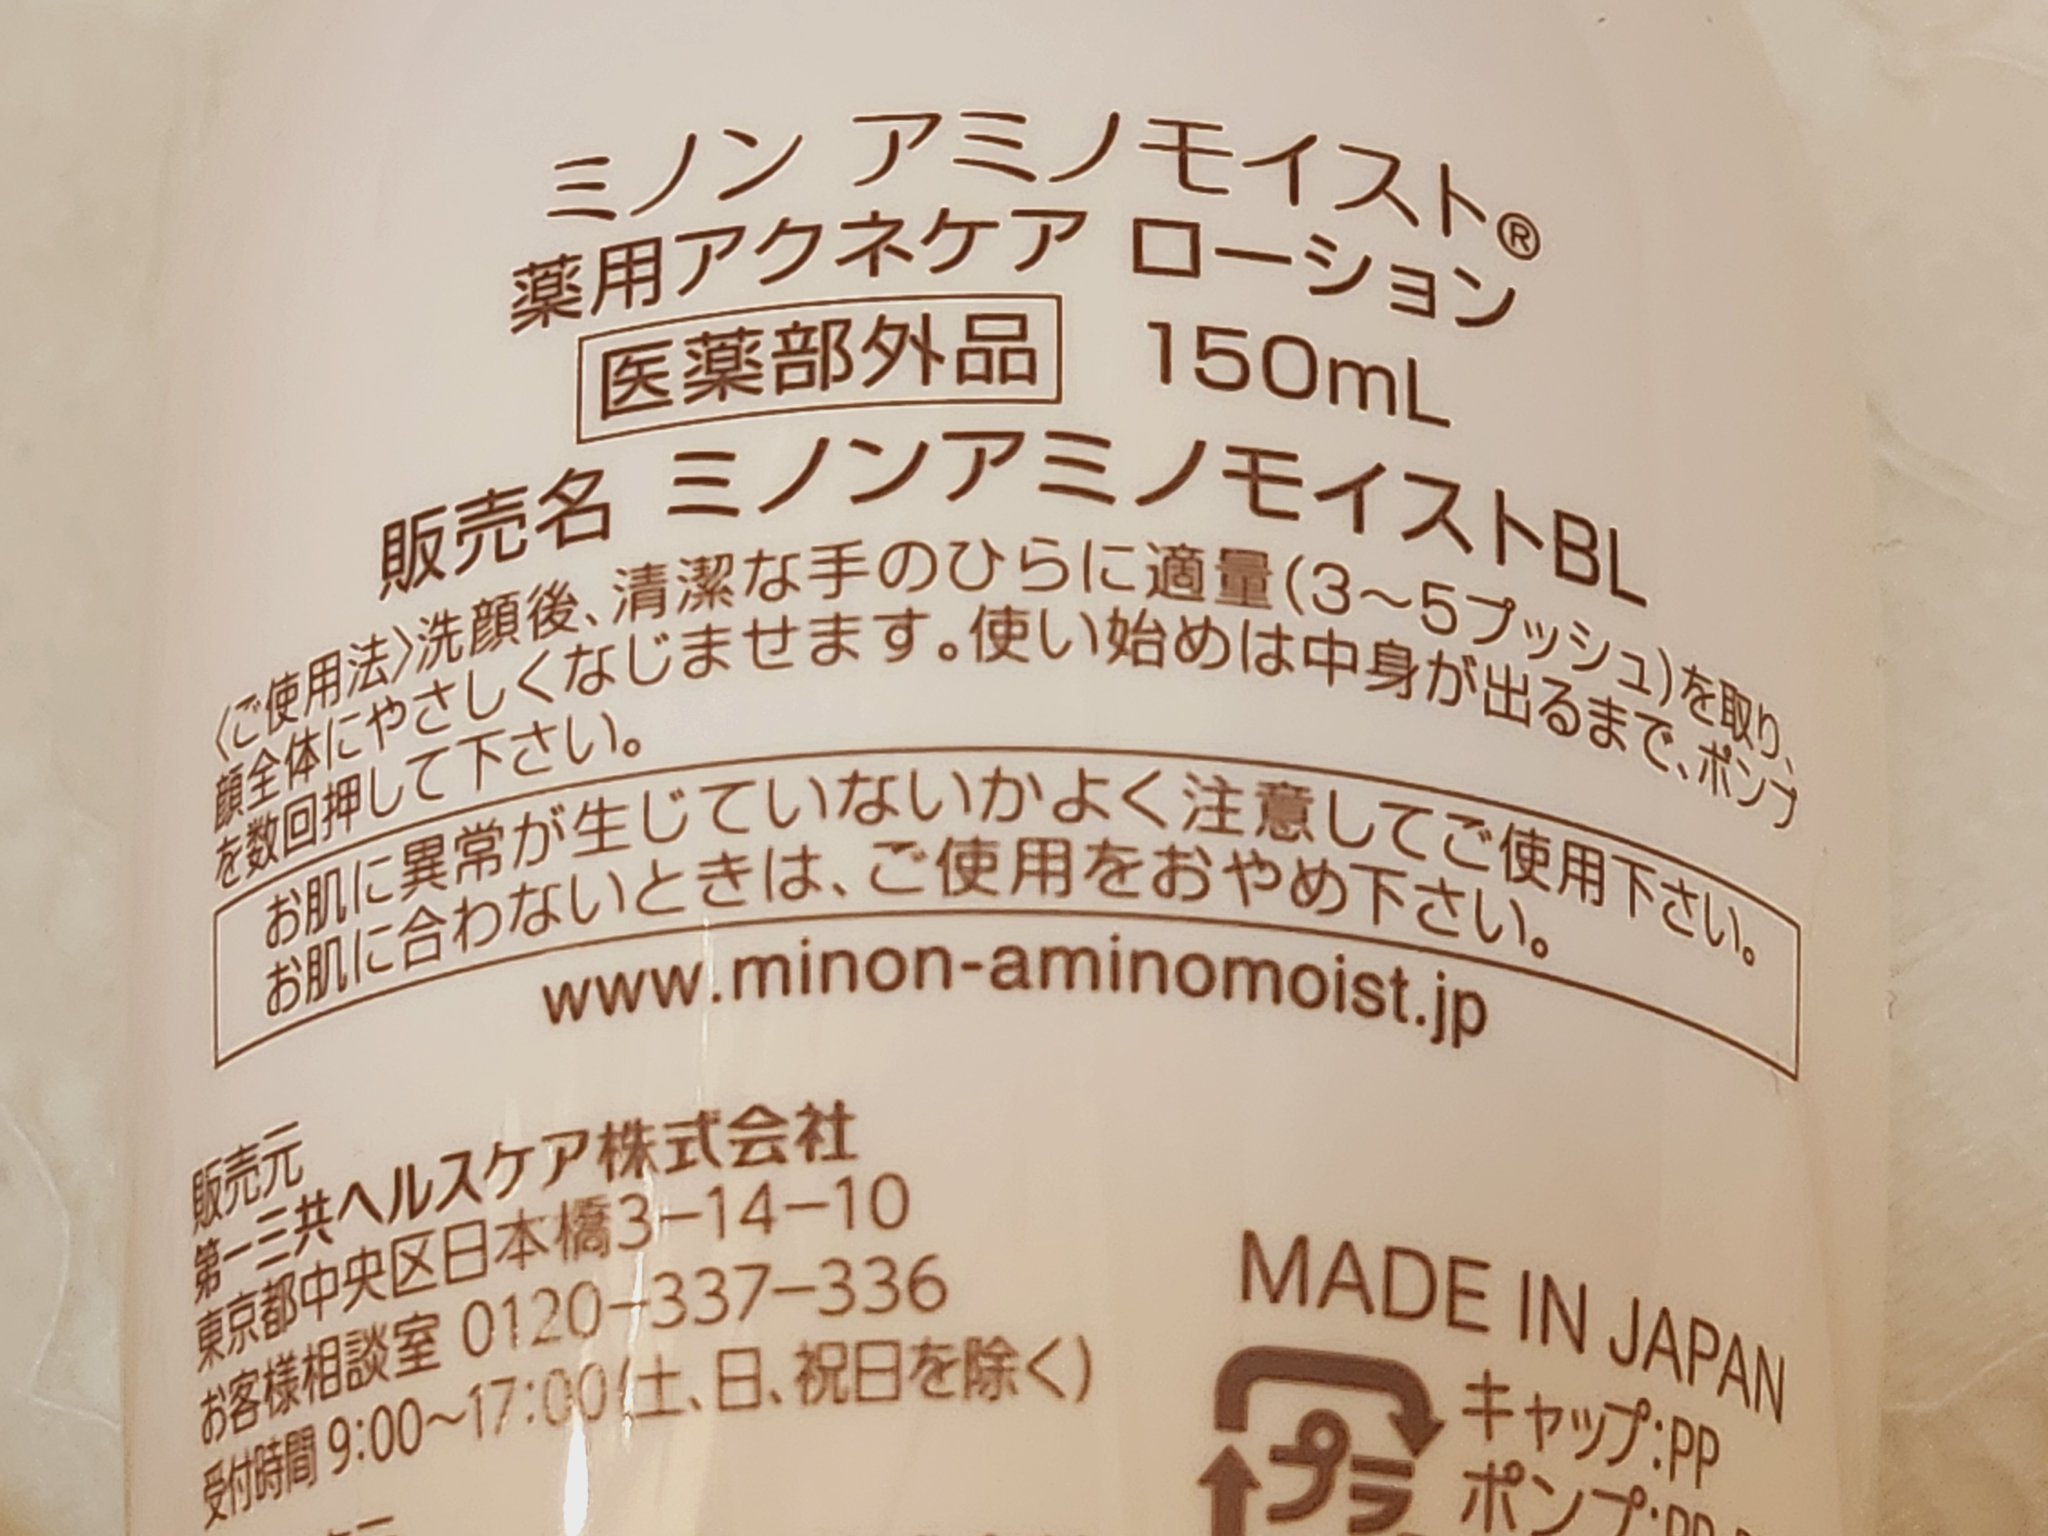 ミノン アミノモイスト®
薬用アクネケア ローション
医薬部外品 150mL
販売名 ミノンアミノモイストBL
〈ご使用法〉洗顔後、清潔な手のひらに適量(3〜5プッシュ)を取り、
顔全体にやさしくなじませます。使い始めは中身が出るまで、ポンプ
を数回押して下さい。
お肌に異常が生じていないかよく注意してご使用下さい。
お肌に合わないときは、ご使用をおやめ下さい。
www.minon-aminomoist.jp
販売元
第一三共ヘルスケア株式会社
東京都中央区日本橋3−14−10
お客様相談室 0120−337−336
受付時間 9:00〜17:00(土、日、祝日を除く)
MADE IN JAPAN
プラ
キャップ:PP
ポンプ:PP